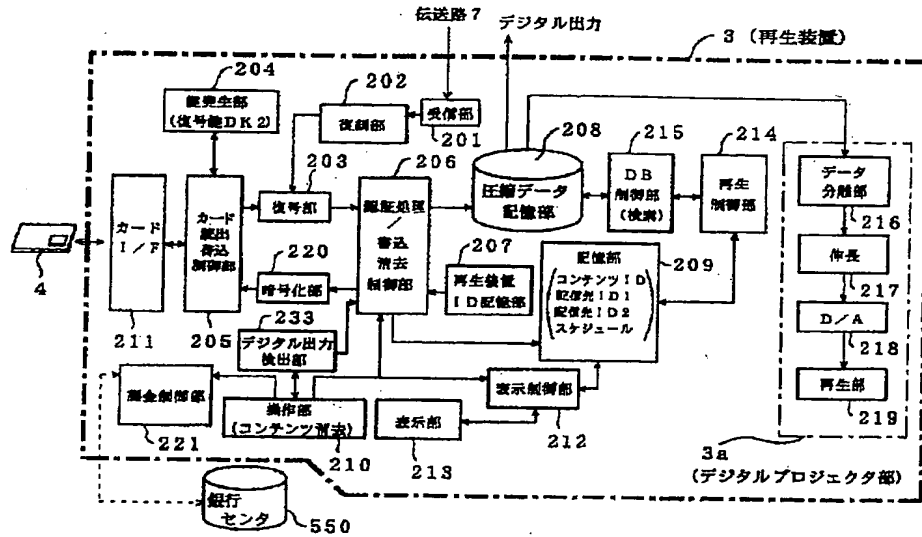 伝送路7
デジタル出力
3（再生装置）
204
鍵発生部
(復号鍵DK2)
202
復調部
受信部
201
208
圧縮データ
記憶部
215
DB
制御部
(検索)
214
再生
制御部
データ
分離部
216
伸長
217
D/A
218
再生部
219
3a
(デジタルプロジェクタ部)
203
復号部
206
認証処理
/
書込
消去
制御部
207
再生装置
ID記憶部
209
記憶部
コンテンツID
配信先ID1
配信先ID2
スケジュール
4
カード
I/F
211
カード
読出
書込
制御部
205
220
暗号化部
233
デジタル出力
検出部
課金制御部
221
操作部
(コンテンツ消去)
210
表示部
213
表示制御部
212
銀行
センタ
550